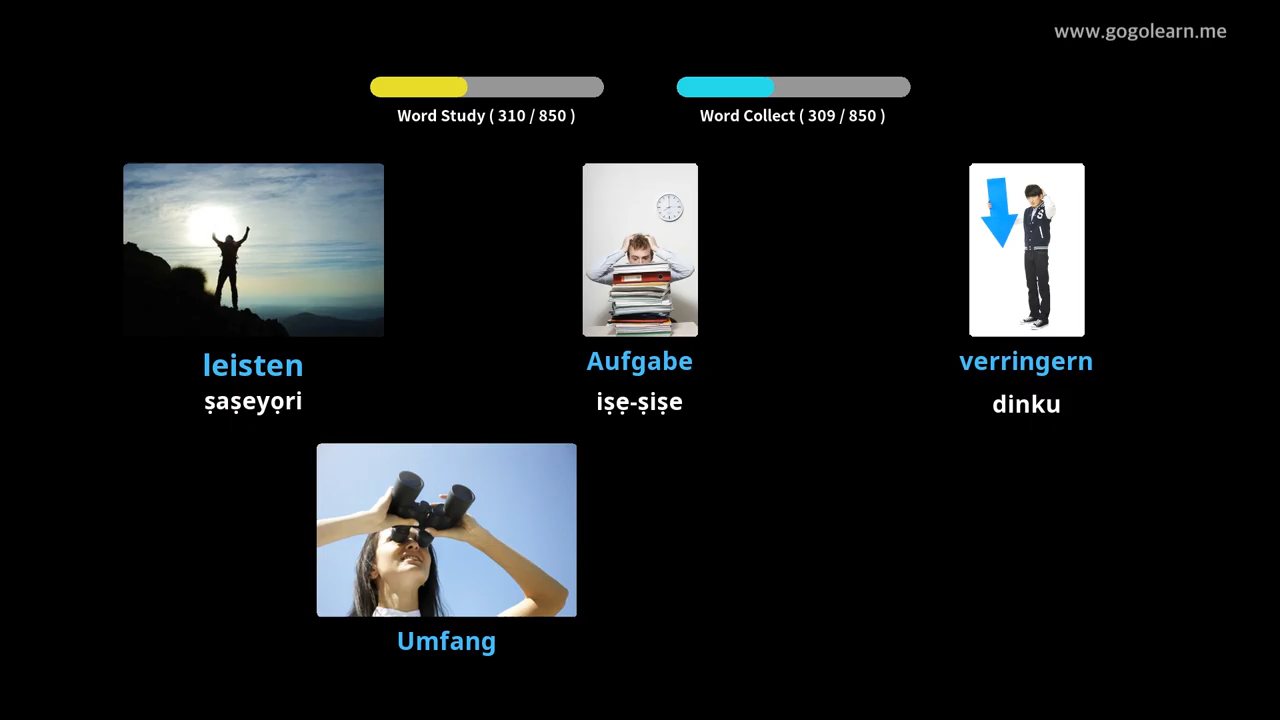 www.gogolearn.me
Word Study ( 310 / 850 )
Word Collect ( 309 / 850 )
leisten
ṣaṣeyọri
Aufgabe
iṣẹ-ṣiṣe
verringern
dinku
Umfang